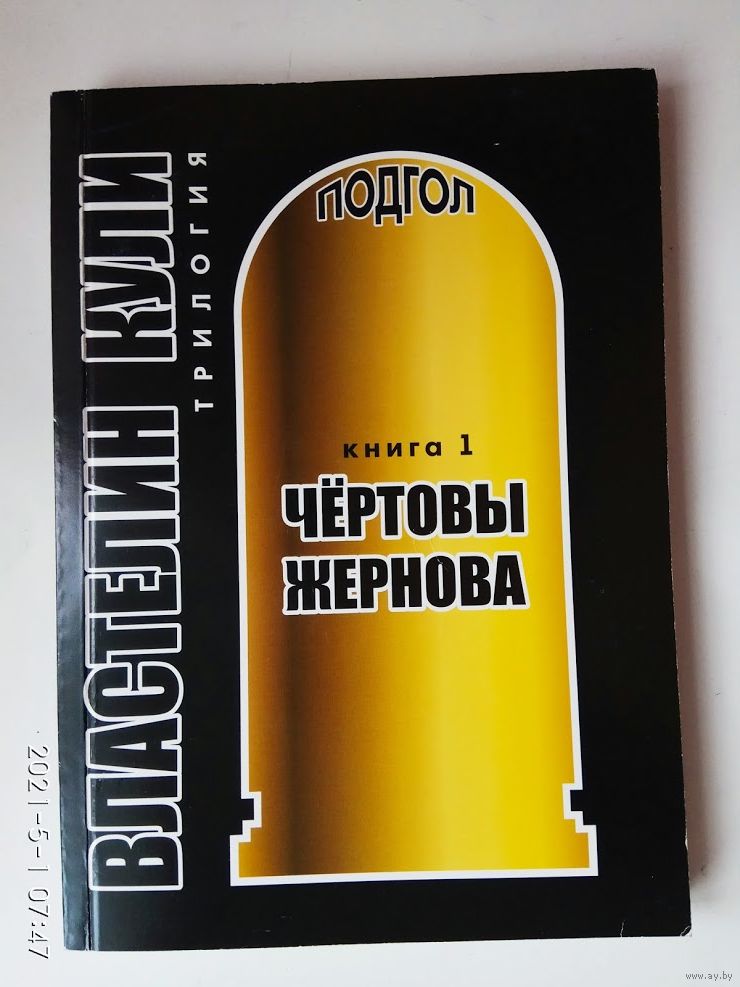 ВЛАСТЕЛИН КУЛИ
ТРИЛОГИЯ
ПОДГОЛ
книга 1
ЧЁРТОВЫ
ЖЕРНОВА
2021-5-1 07:47
www.ay.by